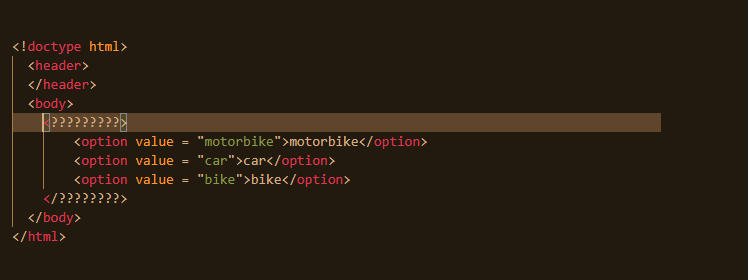 <!doctype html>
<header>
</header>
<body>
<?????????>
<option value = "motorbike">motorbike</option>
<option value = "car">car</option>
<option value = "bike">bike</option>
</????????>
</body>
</html>